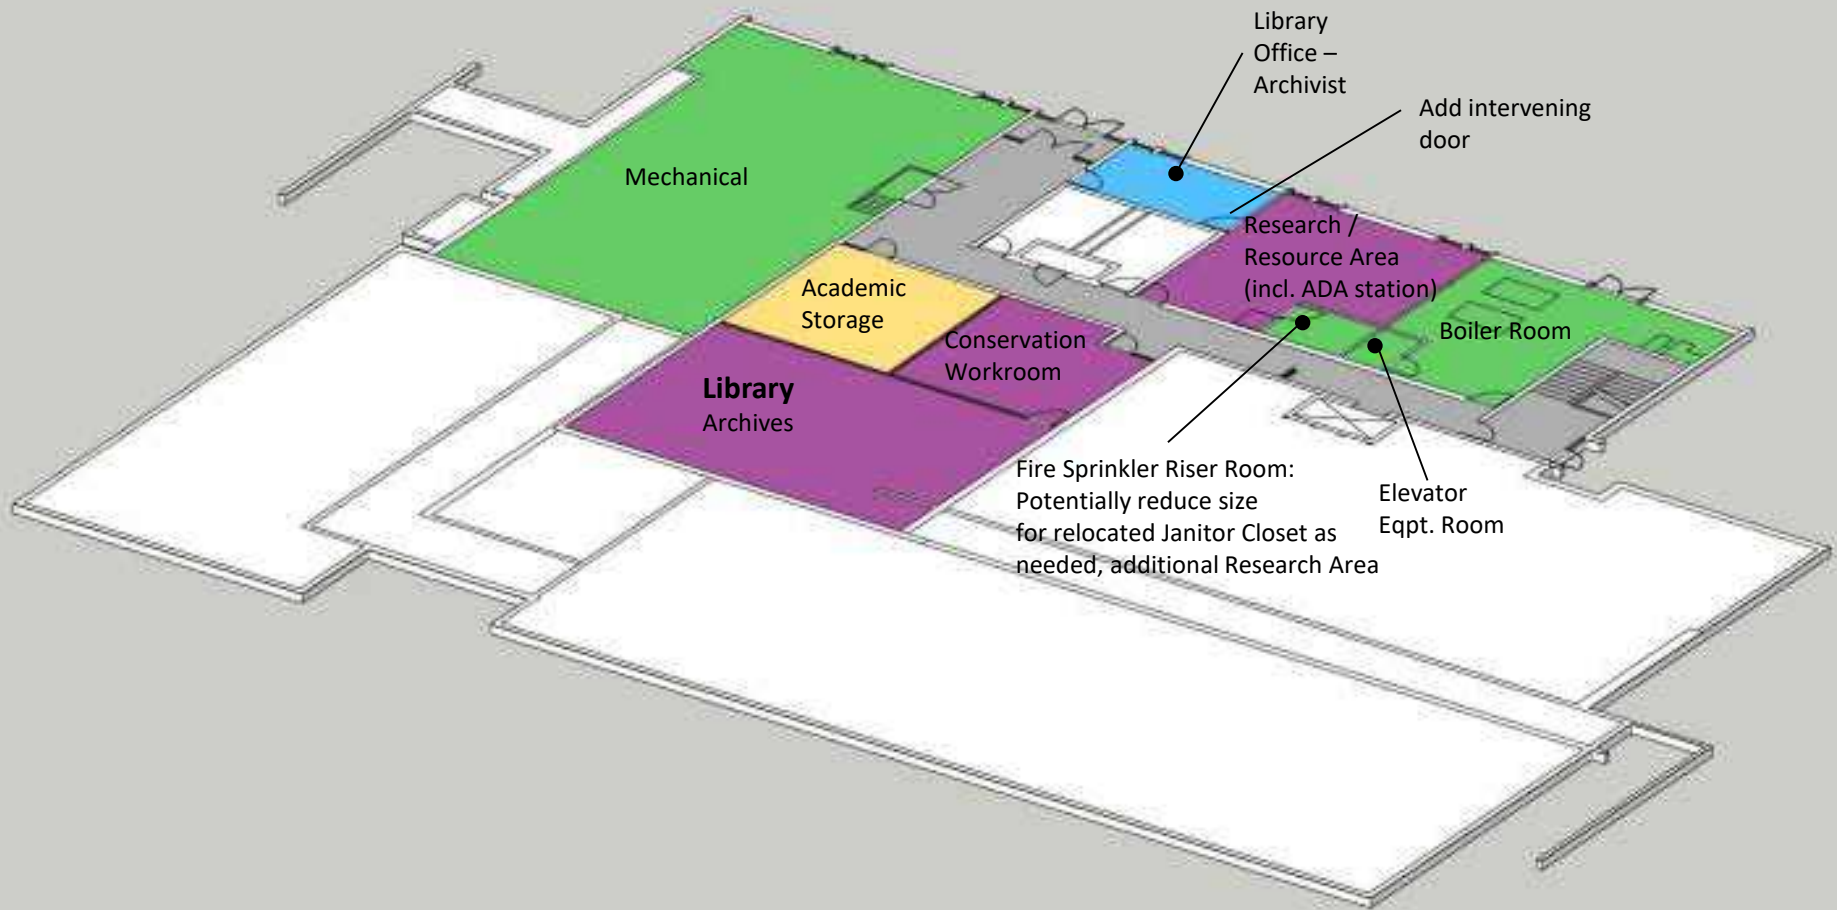 Library
Office –
Archivist
Add intervening
door
Mechanical
Research /
Resource Area
(incl. ADA station)
Academic
Storage
Boiler Room
Conservation
Workroom
Library
Archives
Fire Sprinkler Riser Room:
Potentially reduce size
for relocated Janitor Closet as
needed, additional Research Area
Elevator
Eqpt. Room